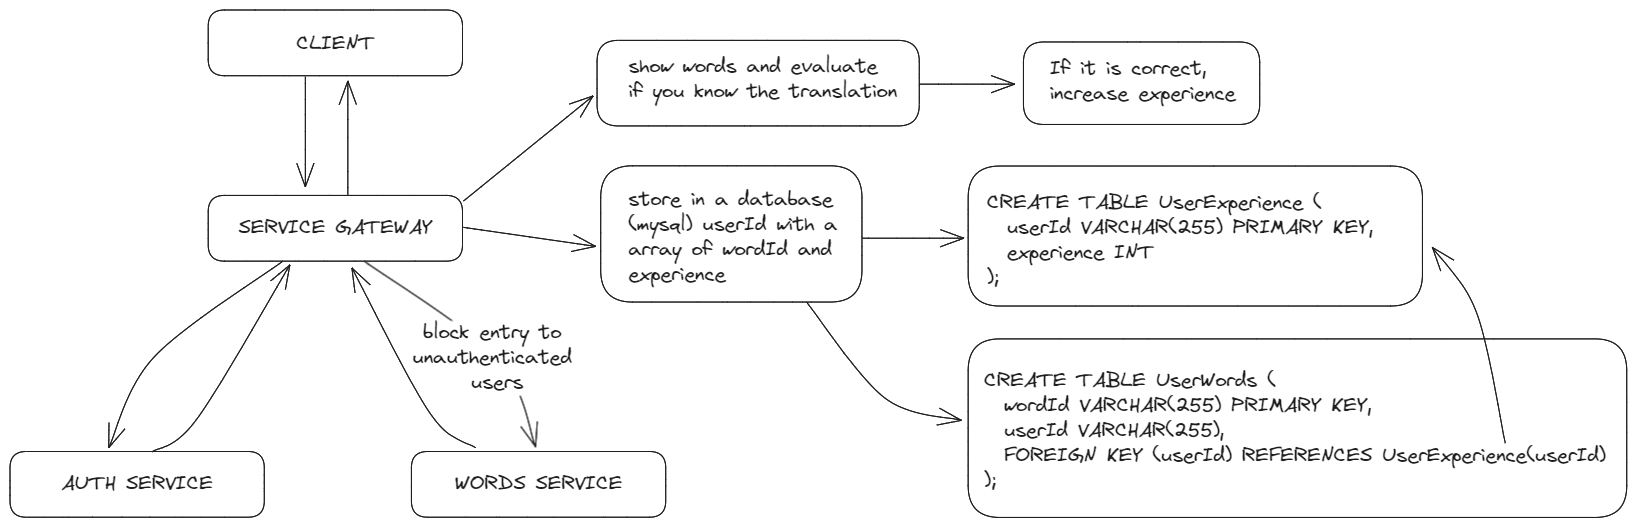 CLIENT
SERVICE GATEWAY
block entry to
unauthenticated
users
AUTH SERVICE
WORDS SERVICE
show words and evaluate
if you know the translation
If it is correct,
increase experience
store in a database
(mysql) userId with a
array of wordId and
experience
CREATE TABLE UserExperience (
userId VARCHAR(255) PRIMARY KEY,
experience INT
);
CREATE TABLE UserWords (
wordId VARCHAR(255) PRIMARY KEY,
userId VARCHAR(255),
FOREIGN KEY (userId) REFERENCES UserExperience(userId)
);